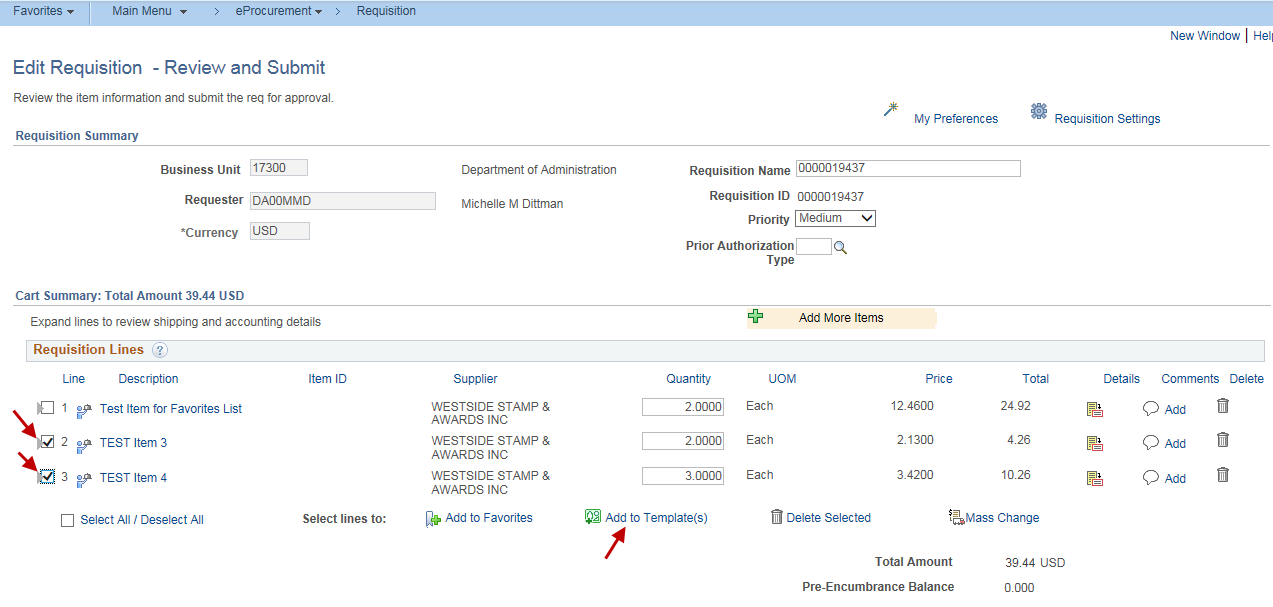 Favorites Main Menu > eProcurement > Requisition
New Window Help
Edit Requisition - Review and Submit
Review the item information and submit the req for approval.
My Preferences Requisition Settings
Requisition Summary
Business Unit 17300 Department of Administration Requisition Name 0000019437
Requester DA00MMD Michelle M Dittman Requisition ID 0000019437
*Currency USD Priority Medium
Prior Authorization
Type
Cart Summary: Total Amount 39.44 USD
Expand lines to review shipping and accounting details Add More Items
Requisition Lines ?
Line Description Item ID Supplier Quantity UOM Price Total Details Comments Delete
1 Test Item for Favorites List WESTSIDE STAMP & 2.0000 Each 12.4600 24.92 Add
AWARDS INC
2 TEST Item 3 WESTSIDE STAMP & 2.0000 Each 2.1300 4.26 Add
AWARDS INC
3 TEST Item 4 WESTSIDE STAMP & 3.0000 Each 3.4200 10.26 Add
AWARDS INC
Select All / Deselect All Select lines to: Add to Favorites Add to Template(s) Delete Selected Mass Change
Total Amount 39.44 USD
Pre-Encumbrance Balance 0.000